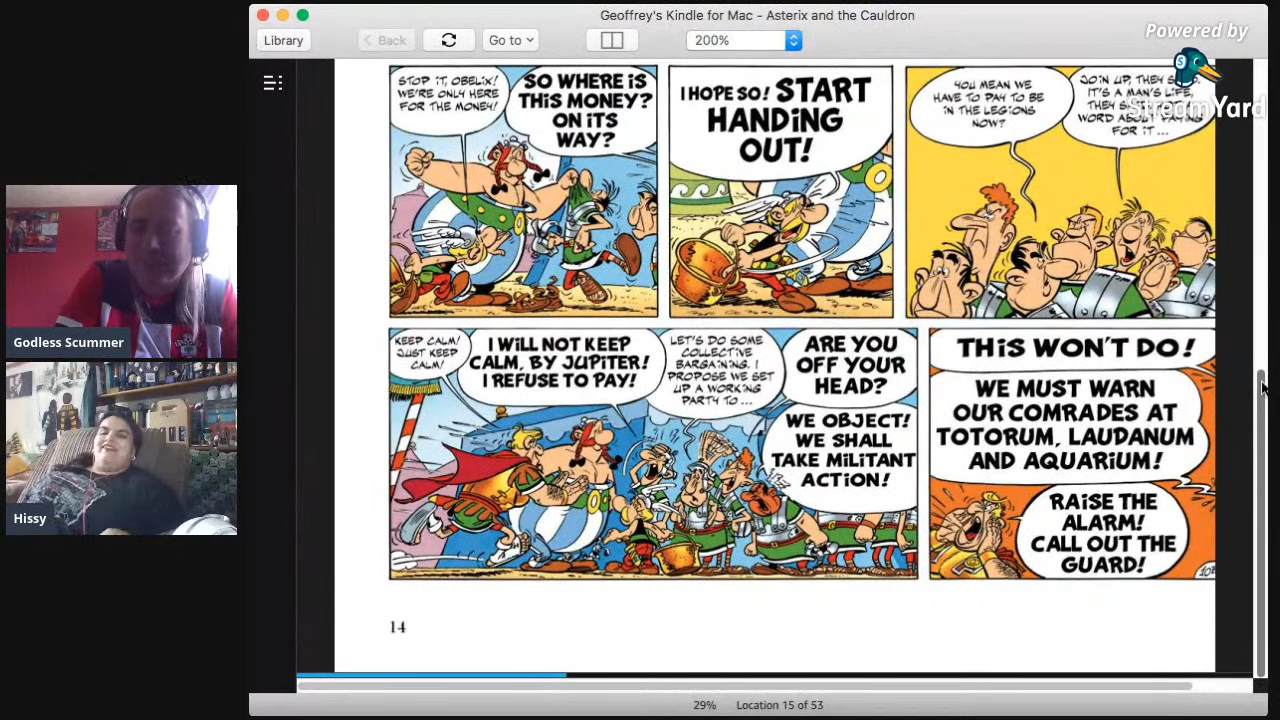 Geoffrey's Kindle for Mac - Asterix and the Cauldron
Powered by
StreamYard
Library
Back
Go to
200%
STOP IT, OBELIX!
WE'RE ONLY HERE
FOR THE MONEY!
SO WHERE IS
THIS MONEY?
ON ITS
WAY?
I HOPE SO! START
HANDING
OUT!
YOU MEAN WE
HAVE TO PAY TO BE
IN THE LEGIONS
NOW?
JOIN UP, THEY
IT'S A MAN'S LIFE,
THEY
WORD ABOUT PAYING
FOR IT ...
KEEP CALM!
JUST KEEP
CALM!
I WILL NOT KEEP
CALM, BY JUPITER!
I REFUSE TO PAY!
LET'S DO SOME
COLLECTIVE
BARGAINING. I
PROPOSE WE SET
UP A WORKING
PARTY TO ...
ARE YOU
OFF YOUR
HEAD?
WE OBJECT!
WE SHALL
TAKE MILITANT
ACTION!
THIS WON'T DO!
WE MUST WARN
OUR COMRADES AT
TOTORUM, LAUDANUM
AND AQUARIUM!
RAISE THE
ALARM!
CALL OUT THE
GUARD!
14
Godless Scummer
Hissy
29% Location 15 of 53